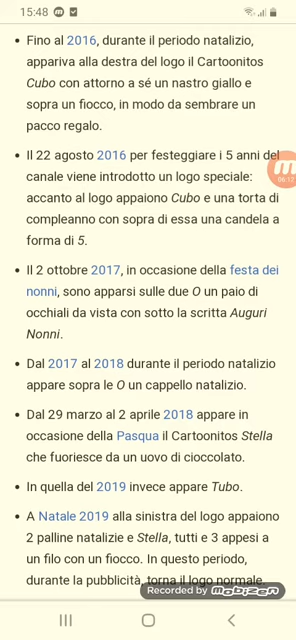 15:48
• Fino al 2016, durante il periodo natalizio,
appariva alla destra del logo il Cartoonitos
Cubo con attorno a sé un nastro giallo e
sopra un fiocco, in modo da sembrare un
pacco regalo.
• Il 22 agosto 2016 per festeggiare i 5 anni del
canale viene introdotto un logo speciale:
accanto al logo appaiono Cubo e una torta di
compleanno con sopra di essa una candela a
forma di 5.
• Il 2 ottobre 2017, in occasione della festa dei
nonni, sono apparsi sulle due O un paio di
occhiali da vista con sotto la scritta Auguri
Nonni.
• Dal 2017 al 2018 durante il periodo natalizio
appare sopra le O un cappello natalizio.
• Dal 29 marzo al 2 aprile 2018 appare in
occasione della Pasqua il Cartoonitos Stella
che fuoriesce da un uovo di cioccolato.
• In quella del 2019 invece appare Tubo.
• A Natale 2019 alla sinistra del logo appaiono
2 palline natalizie e Stella, tutti e 3 appesi a
un filo con un fiocco. In questo periodo,
durante la pubblicità, torna il logo normale.
Recorded by mobizen